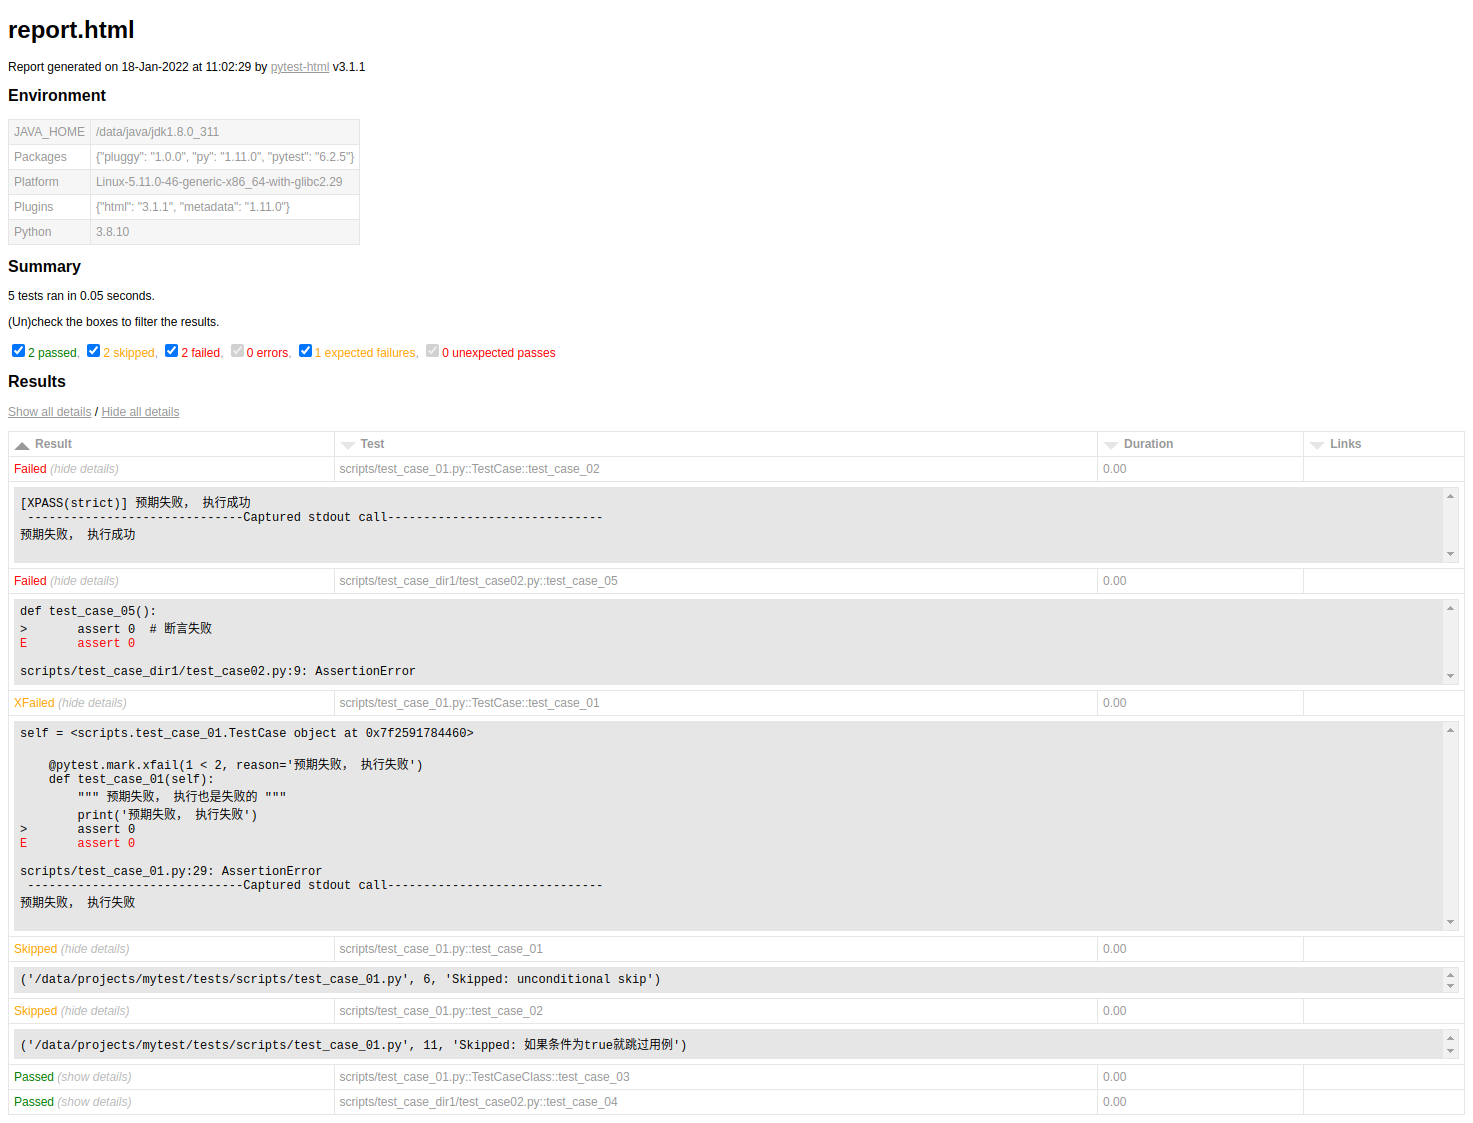 report.html
Report generated on 18-Jan-2022 at 11:02:29 by pytest-html v3.1.1
Environment
JAVA_HOME /data/java/jdk1.8.0_311
Packages {"pluggy": "1.0.0", "py": "1.11.0", "pytest": "6.2.5"}
Platform Linux-5.11.0-46-generic-x86_64-with-glibc2.29
Plugins {"html": "3.1.1", "metadata": "1.11.0"}
Python 3.8.10
Summary
5 tests ran in 0.05 seconds.
(Un)check the boxes to filter the results.
2 passed, 2 skipped, 2 failed, 0 errors, 1 expected failures, 0 unexpected passes
Results
Show all details / Hide all details
Result Test Duration Links
Failed (hide details) scripts/test_case_01.py::TestCase::test_case_02 0.00
[XPASS(strict)] 预期失败， 执行成功
------------------------------Captured stdout call------------------------------
预期失败， 执行成功
Failed (hide details) scripts/test_case_dir1/test_case02.py::test_case_05 0.00
def test_case_05():
>       assert 0  # 断言失败
E       assert 0
scripts/test_case_dir1/test_case02.py:9: AssertionError
XFailed (hide details) scripts/test_case_01.py::TestCase::test_case_01 0.00
self = <scripts.test_case_01.TestCase object at 0x7f2591784460>
    @pytest.mark.xfail(1 < 2, reason='预期失败， 执行失败')
    def test_case_01(self):
        """ 预期失败， 执行也是失败的 """
        print('预期失败， 执行失败')
>       assert 0
E       assert 0
scripts/test_case_01.py:29: AssertionError
------------------------------Captured stdout call------------------------------
预期失败， 执行失败
Skipped (hide details) scripts/test_case_01.py::test_case_01 0.00
('/data/projects/mytest/tests/scripts/test_case_01.py', 6, 'Skipped: unconditional skip')
Skipped (hide details) scripts/test_case_01.py::test_case_02 0.00
('/data/projects/mytest/tests/scripts/test_case_01.py', 11, 'Skipped: 如果条件为true就跳过用例')
Passed (show details) scripts/test_case_01.py::TestCaseClass::test_case_03 0.00
Passed (show details) scripts/test_case_dir1/test_case02.py::test_case_04 0.00